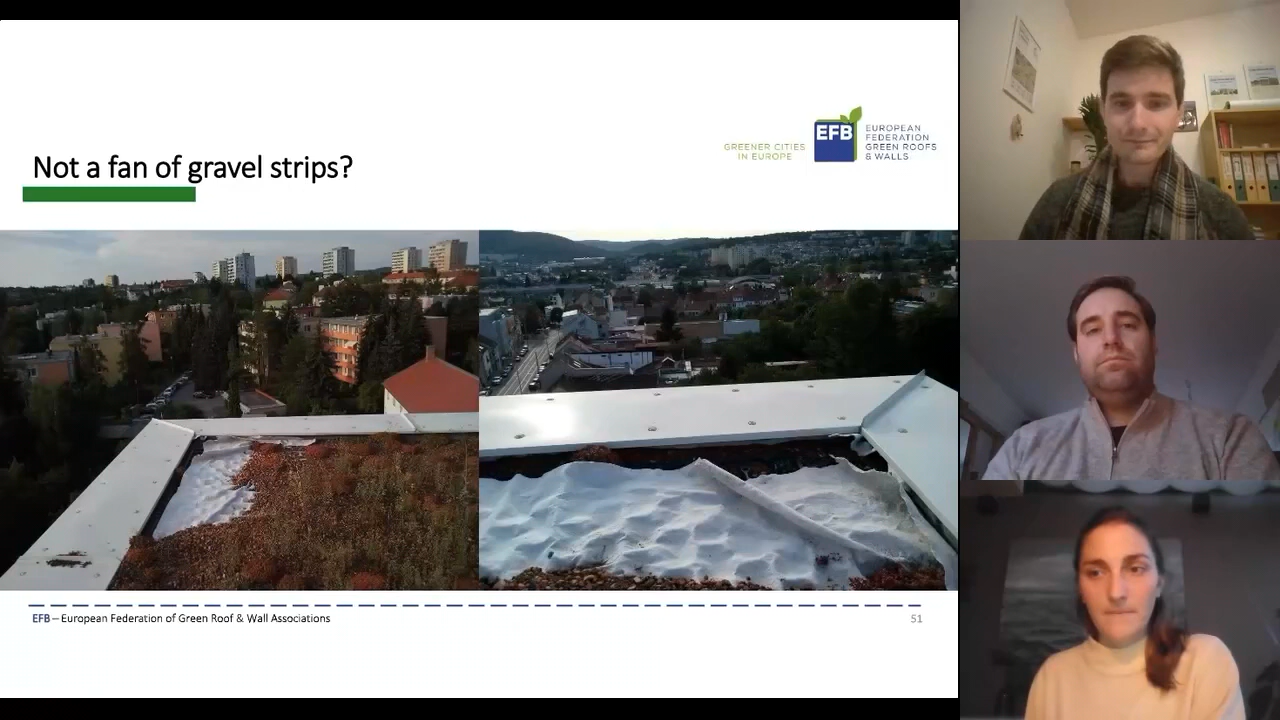 Not a fan of gravel strips?
GREENER CITIES
IN EUROPE
EFB
EUROPEAN
FEDERATION
GREEN ROOFS
& WALLS
EFB – European Federation of Green Roof & Wall Associations
51